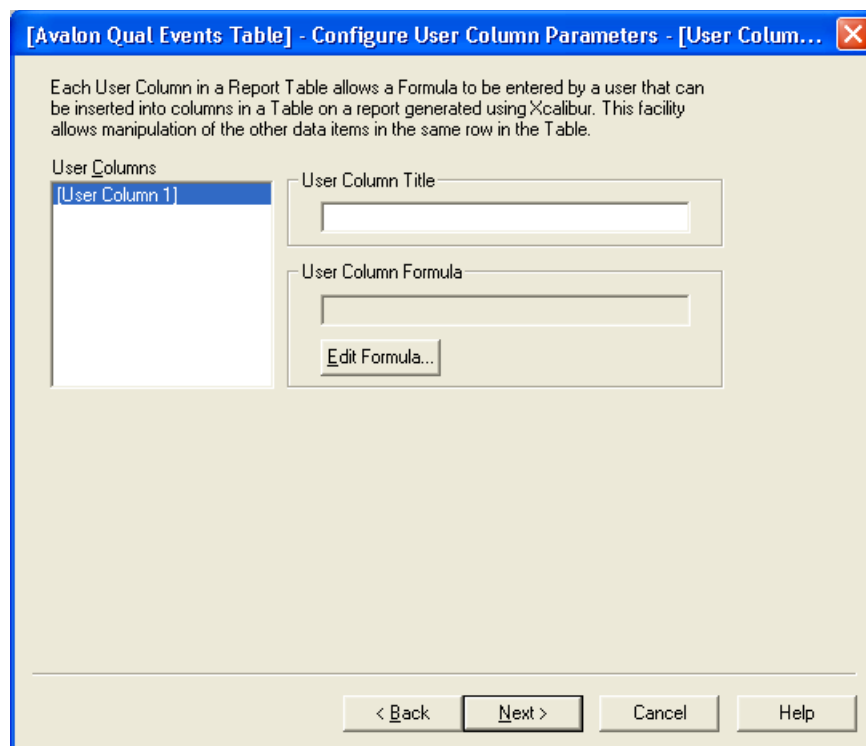 [Avalon Qual Events Table] - Configure User Column Parameters - [User Colum...
Each User Column in a Report Table allows a Formula to be entered by a user that can
be inserted into columns in a Table on a report generated using Xcalibur. This facility
allows manipulation of the other data items in the same row in the Table.
User Columns
[User Column 1]
User Column Title
User Column Formula
Edit Formula...
< Back
Next >
Cancel
Help